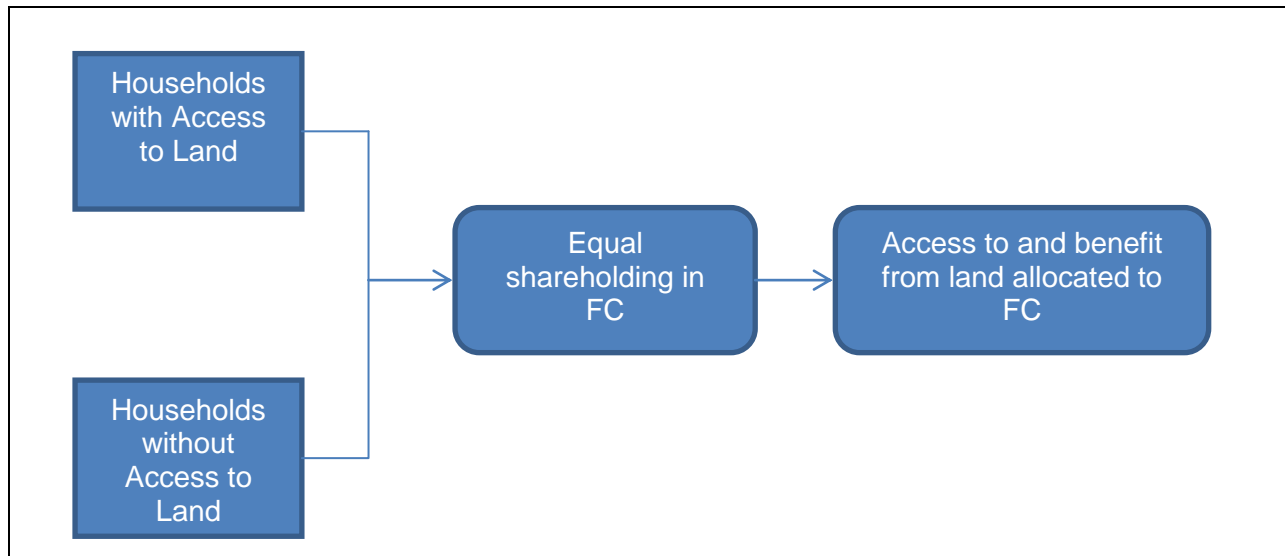 Households
with Access
to Land
Equal
shareholding in
FC
Access to and benefit
from land allocated to
FC
Households
without
Access to
Land